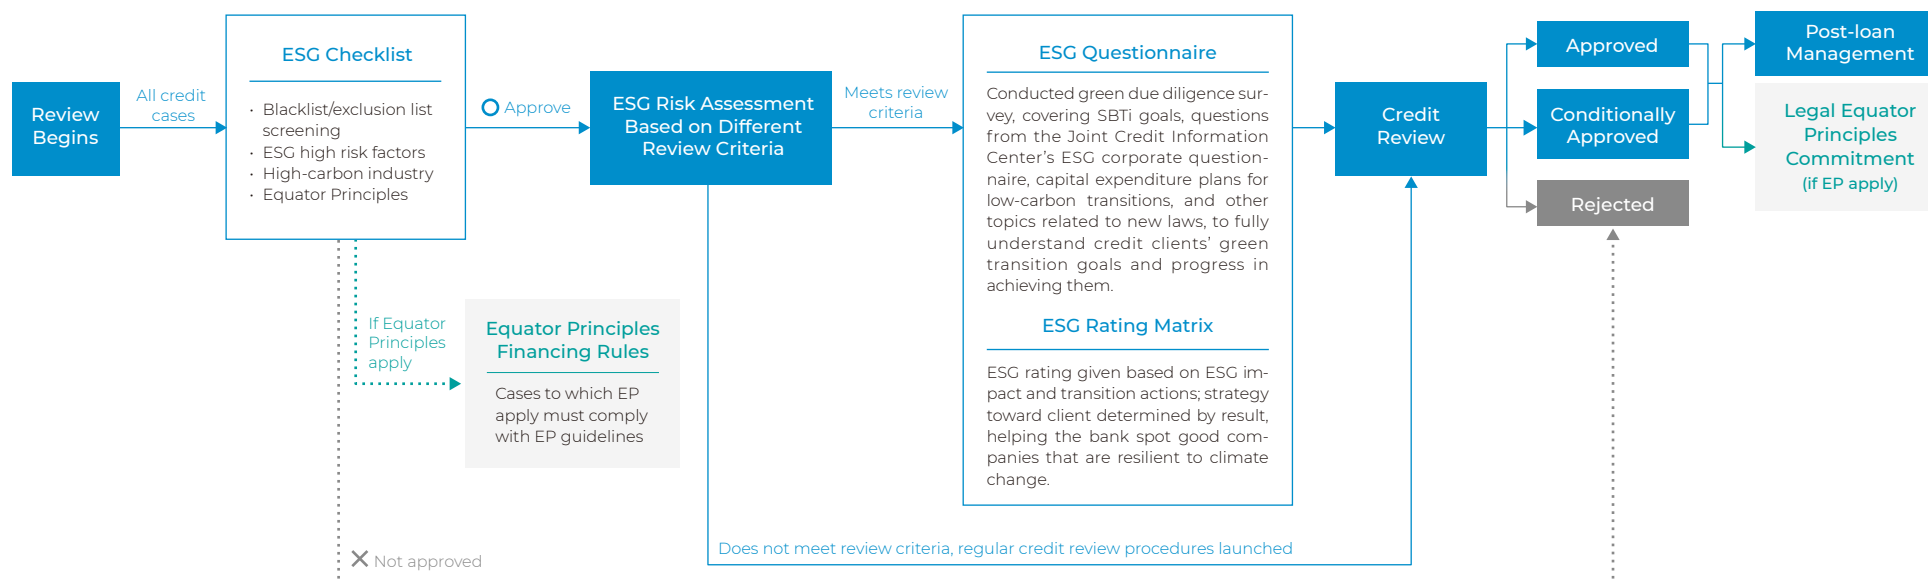 Review
Begins
All credit
cases
ESG Checklist
· Blacklist/exclusion list
screening
· ESG high risk factors
· High-carbon industry
· Equator Principles
Approve
ESG Risk Assessment
Based on Different
Review Criteria
Meets review
criteria
ESG Questionnaire
Conducted green due diligence sur-
vey, covering SBTi goals, questions
from the Joint Credit Information
Center's ESG corporate question-
naire, capital expenditure plans for
low-carbon transitions, and other
topics related to new laws, to fully
understand credit clients' green
transition goals and progress in
achieving them.
ESG Rating Matrix
ESG rating given based on ESG im-
pact and transition actions; strategy
toward client determined by result,
helping the bank spot good com-
panies that are resilient to climate
change.
Credit
Review
Approved
Conditionally
Approved
Rejected
Post-loan
Management
Legal Equator
Principles
Commitment
(if EP apply)
If Equator
Principles
apply
Equator Principles
Financing Rules
Cases to which EP
apply must comply
with EP guidelines
Does not meet review criteria, regular credit review procedures launched
Not approved